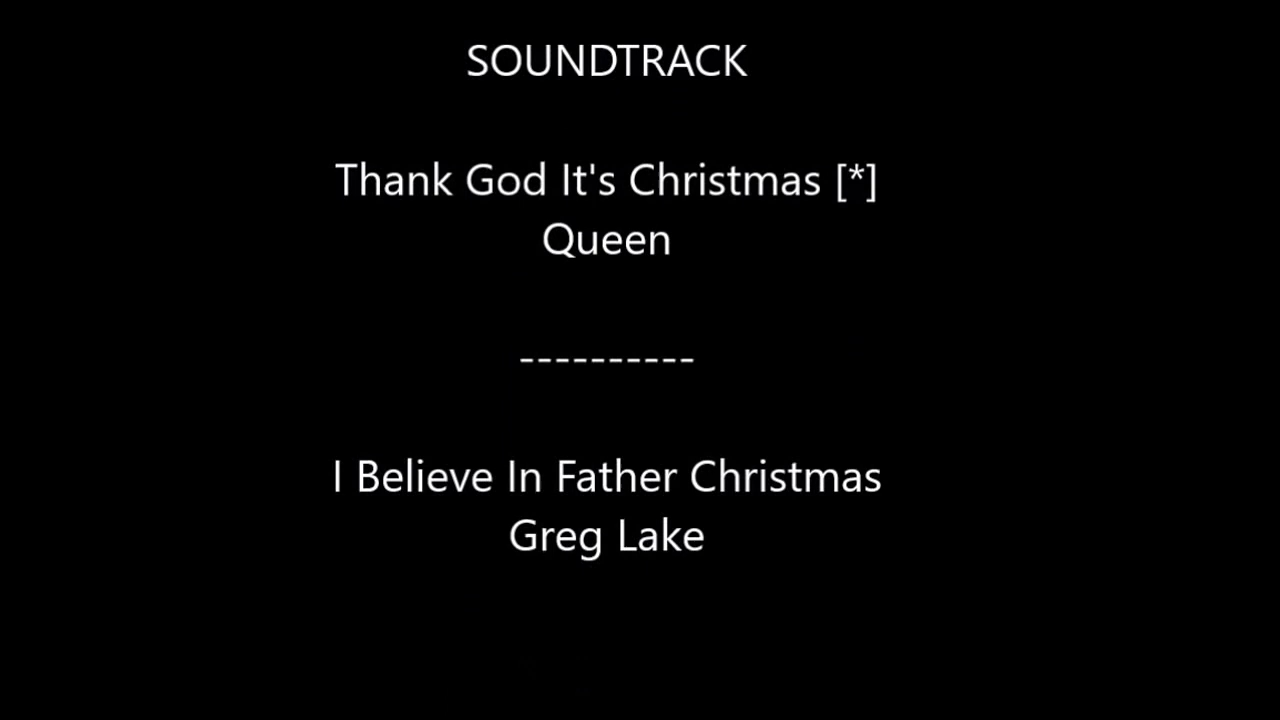 SOUNDTRACK
Thank God It's Christmas [*]
Queen
----------
I Believe In Father Christmas
Greg Lake